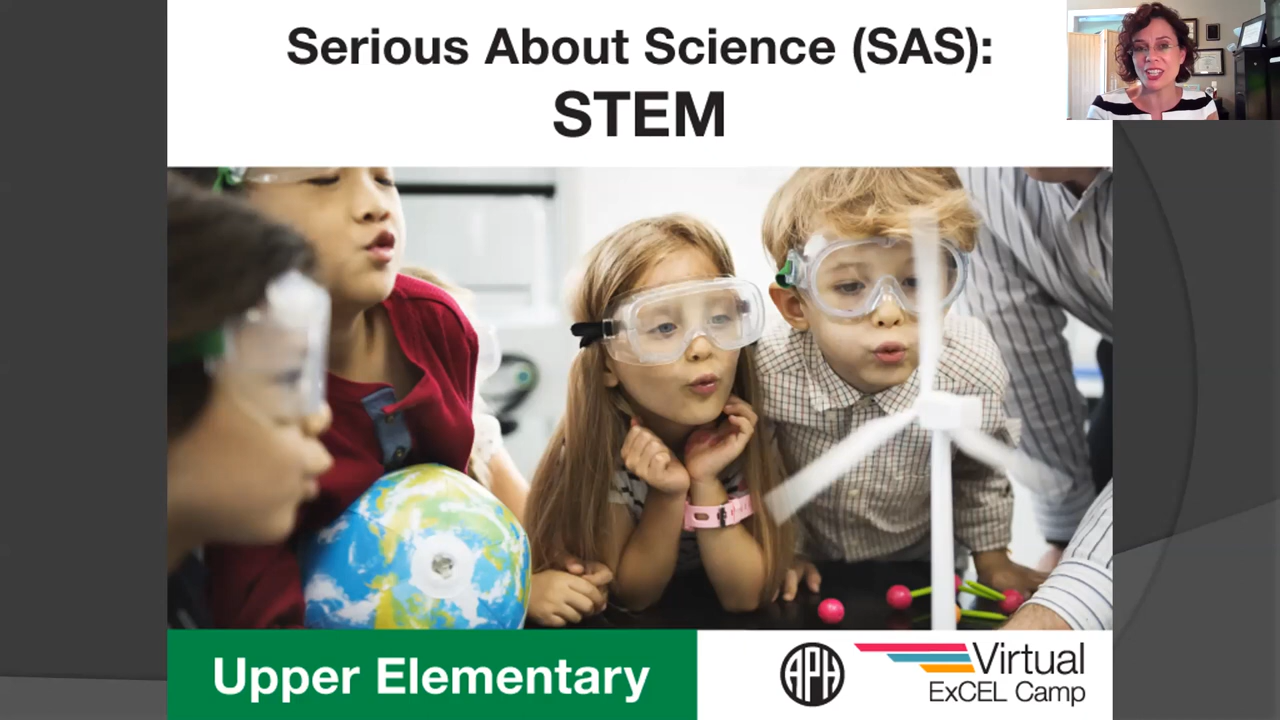 Serious About Science (SAS):
STEM
Upper Elementary
APH
Virtual
ExCEL Camp